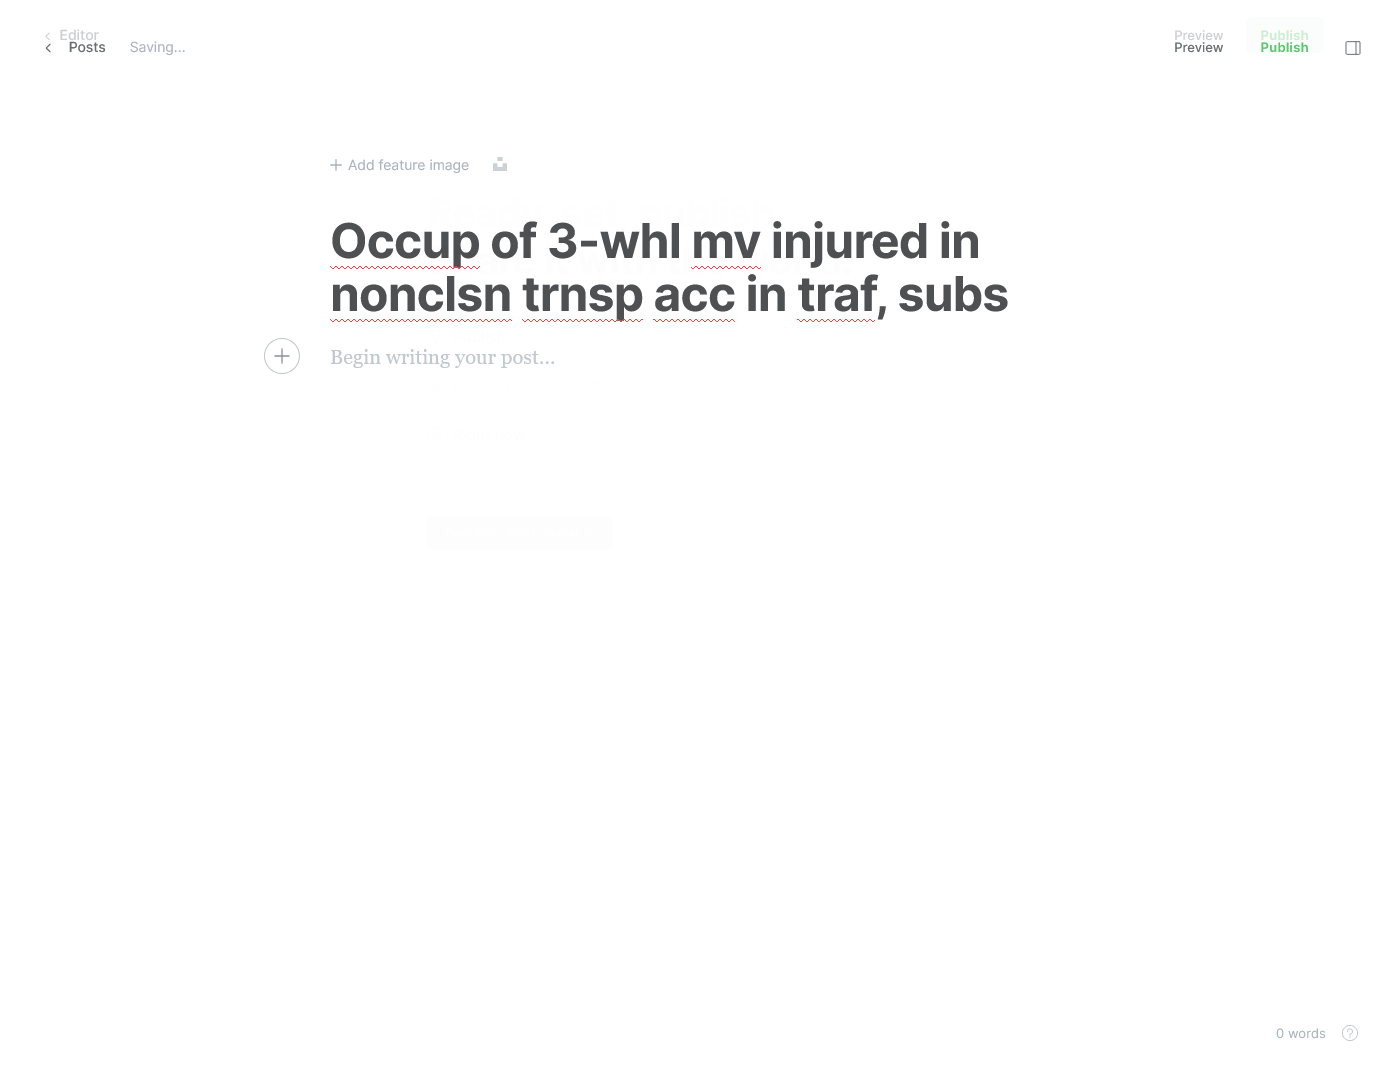 Editor
Posts Saving...
Preview
Preview
Publish
Publish
Add feature image
Occup of 3-whl mv injured in
nonclsn trnsp acc in traf, subs
Begin writing your post...
0 words
?